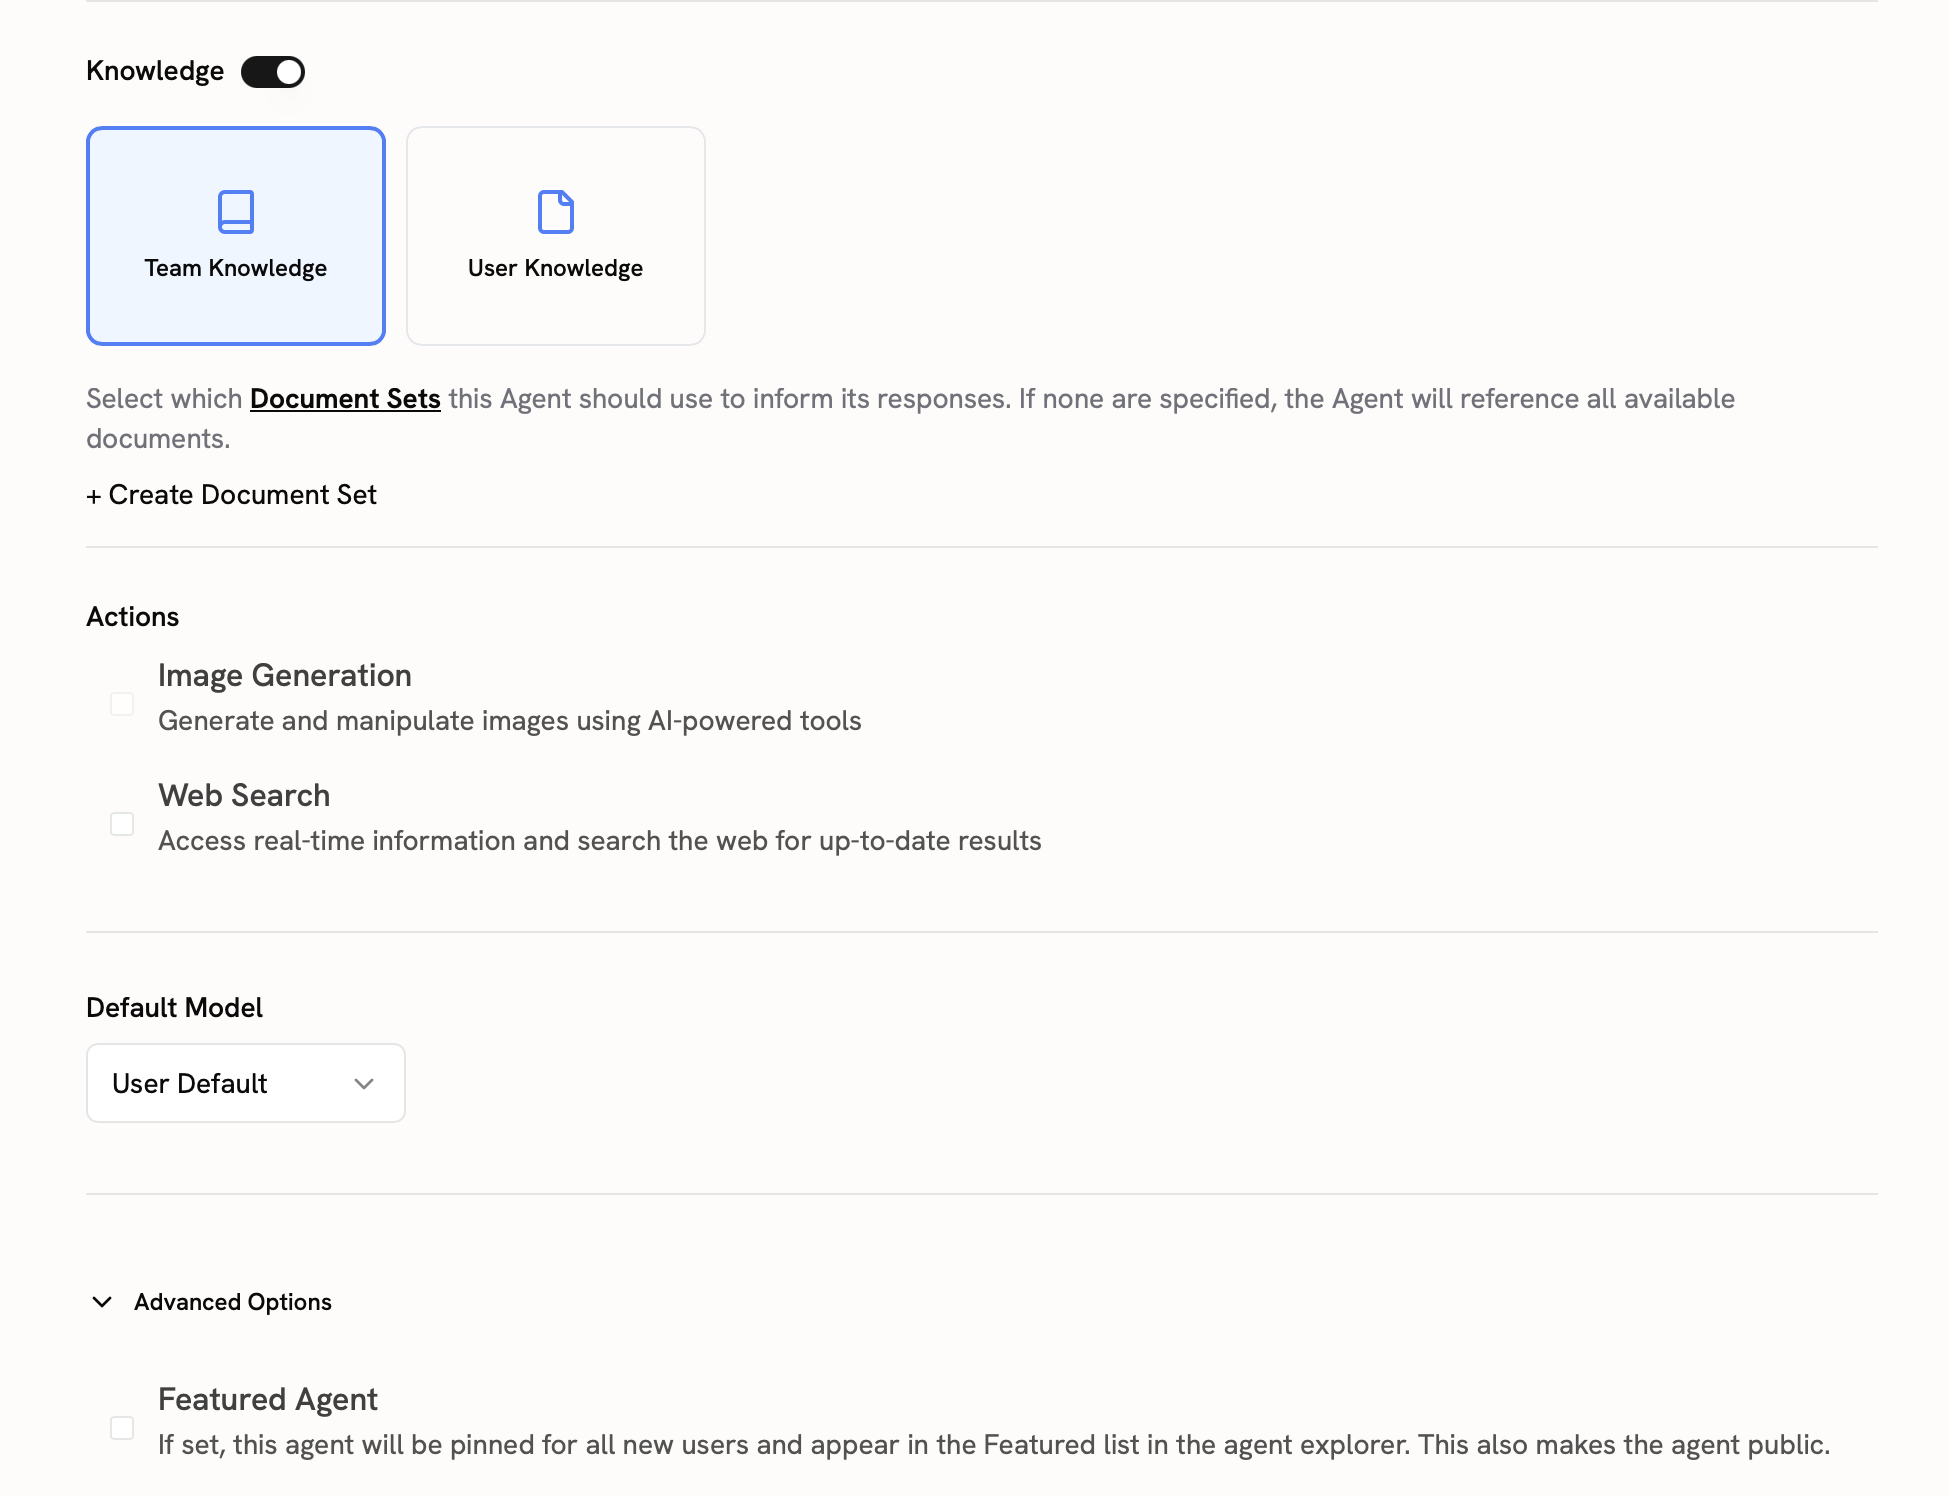 Knowledge
Team Knowledge
User Knowledge
Select which Document Sets this Agent should use to inform its responses. If none are specified, the Agent will reference all available
documents.
+ Create Document Set
Actions
Image Generation
Generate and manipulate images using AI-powered tools
Web Search
Access real-time information and search the web for up-to-date results
Default Model
User Default
Advanced Options
Featured Agent
If set, this agent will be pinned for all new users and appear in the Featured list in the agent explorer. This also makes the agent public.